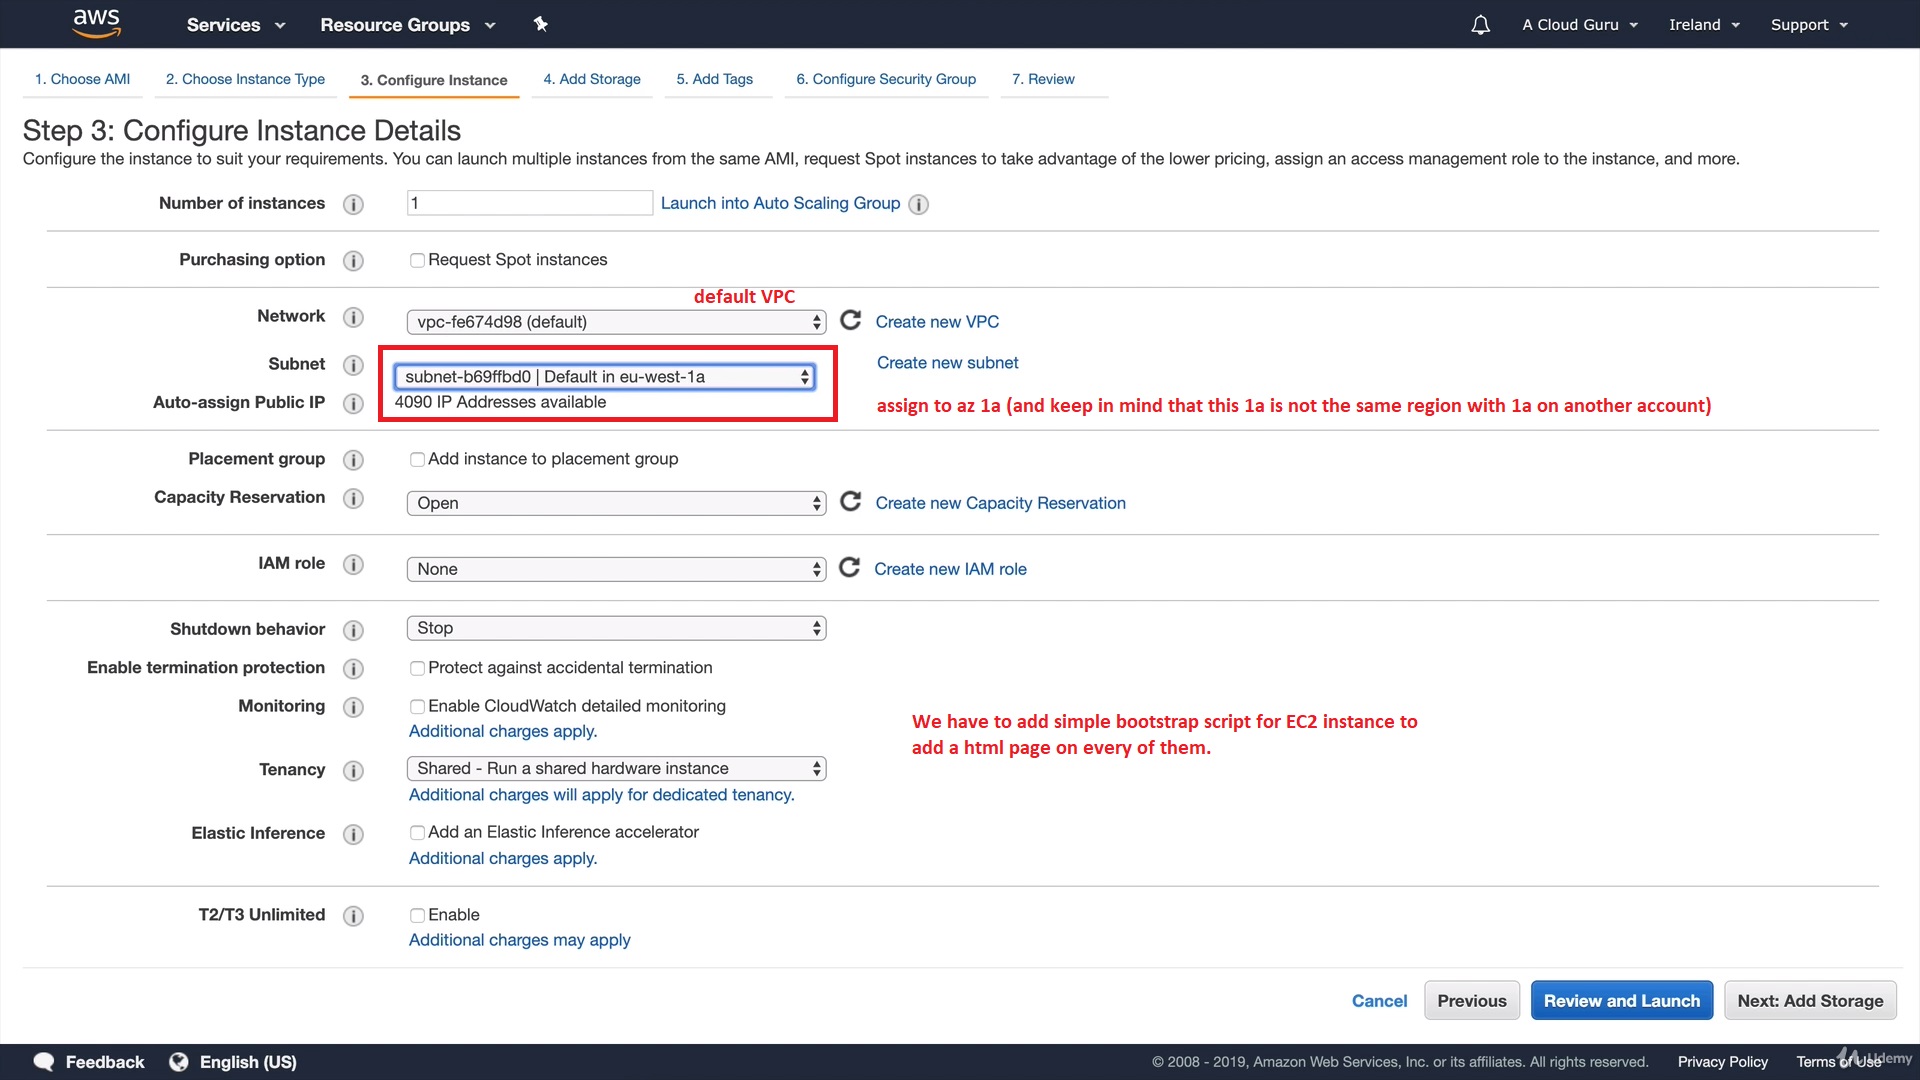 aws Services Resource Groups A Cloud Guru Ireland Support
1. Choose AMI 2. Choose Instance Type 3. Configure Instance 4. Add Storage 5. Add Tags 6. Configure Security Group 7. Review
Step 3: Configure Instance Details
Configure the instance to suit your requirements. You can launch multiple instances from the same AMI, request Spot instances to take advantage of the lower pricing, assign an access management role to the instance, and more.
Number of instances i 1 Launch into Auto Scaling Group i
Purchasing option i Request Spot instances
default VPC
Network i vpc-fe674d98 (default) Create new VPC
Subnet i subnet-b69ffbd0 | Default in eu-west-1a Create new subnet
4090 IP Addresses available
Auto-assign Public IP i assign to az 1a (and keep in mind that this 1a is not the same region with 1a on another account)
Placement group i Add instance to placement group
Capacity Reservation i Open Create new Capacity Reservation
IAM role i None Create new IAM role
Shutdown behavior i Stop
Enable termination protection i Protect against accidental termination
Monitoring i Enable CloudWatch detailed monitoring
Additional charges apply.
We have to add simple bootstrap script for EC2 instance to
add a html page on every of them.
Tenancy i Shared - Run a shared hardware instance
Additional charges will apply for dedicated tenancy.
Elastic Inference i Add an Elastic Inference accelerator
Additional charges apply.
T2/T3 Unlimited i Enable
Additional charges may apply
Cancel Previous Review and Launch Next: Add Storage
Feedback English (US) © 2008 - 2019, Amazon Web Services, Inc. or its affiliates. All rights reserved. Privacy Policy Terms of Use
Udemy